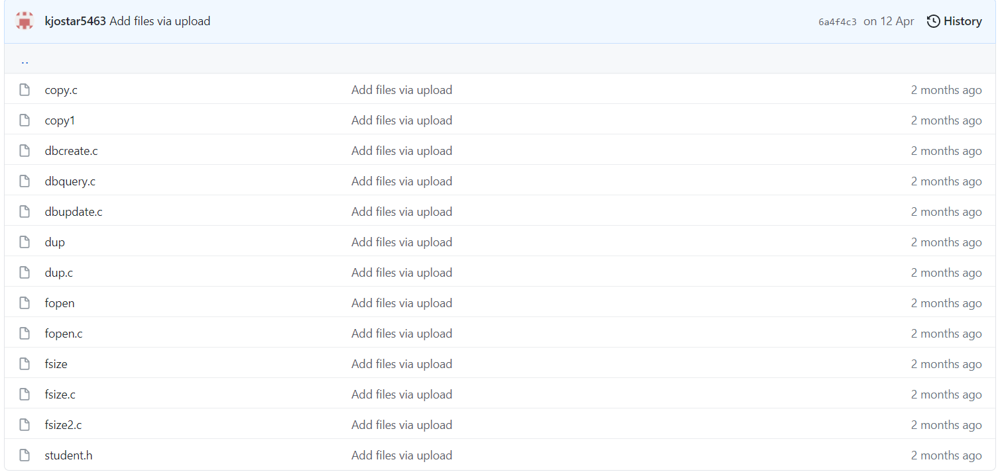 kjostar5463 Add files via upload 6a4f4c3 on 12 Apr History
..
copy.c Add files via upload 2 months ago
copy1 Add files via upload 2 months ago
dbcreate.c Add files via upload 2 months ago
dbquery.c Add files via upload 2 months ago
dbupdate.c Add files via upload 2 months ago
dup Add files via upload 2 months ago
dup.c Add files via upload 2 months ago
fopen Add files via upload 2 months ago
fopen.c Add files via upload 2 months ago
fsize Add files via upload 2 months ago
fsize.c Add files via upload 2 months ago
fsize2.c Add files via upload 2 months ago
student.h Add files via upload 2 months ago